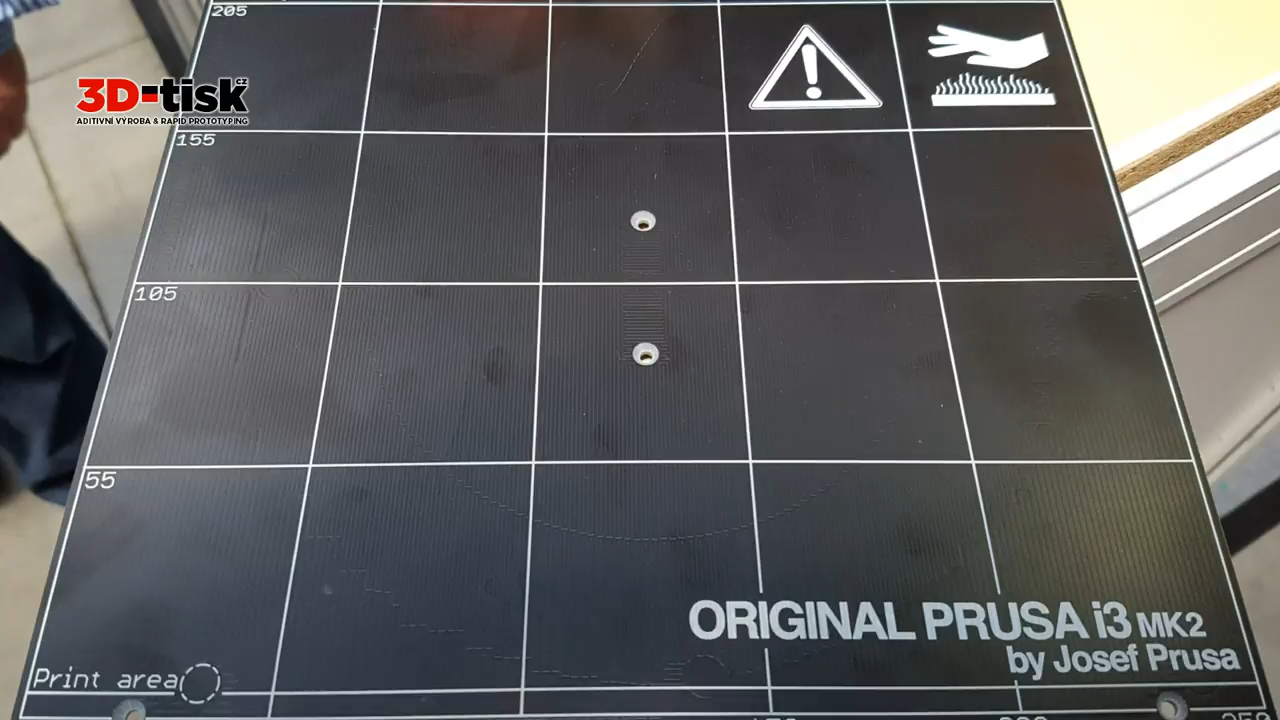 205
3D-tisk.cz
ADITIVNÍ VÝROBA & RAPID PROTOTYPING
155
105
55
ORIGINAL PRUSA i3 MK2
by Josef Prusa
Print area